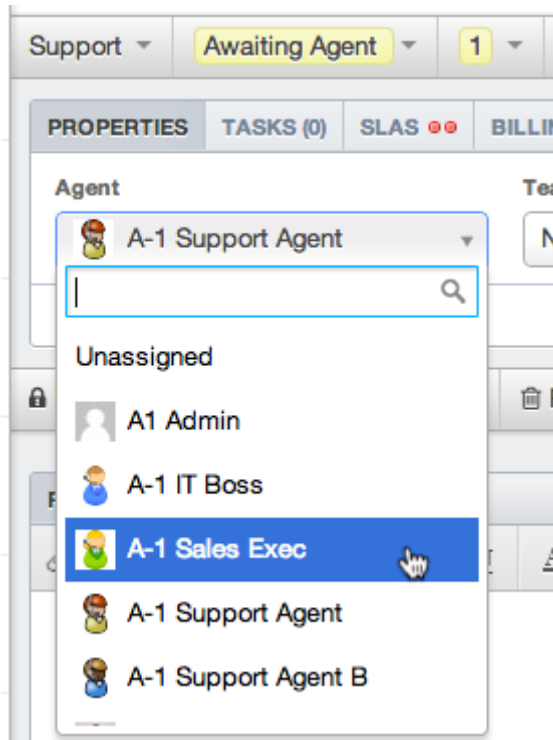 Support Awaiting Agent 1
PROPERTIES TASKS (0) SLAS
Agent
A-1 Support Agent N
Unassigned
A1 Admin
A-1 IT Boss
A-1 Sales Exec
A-1 Support Agent
A-1 Support Agent B